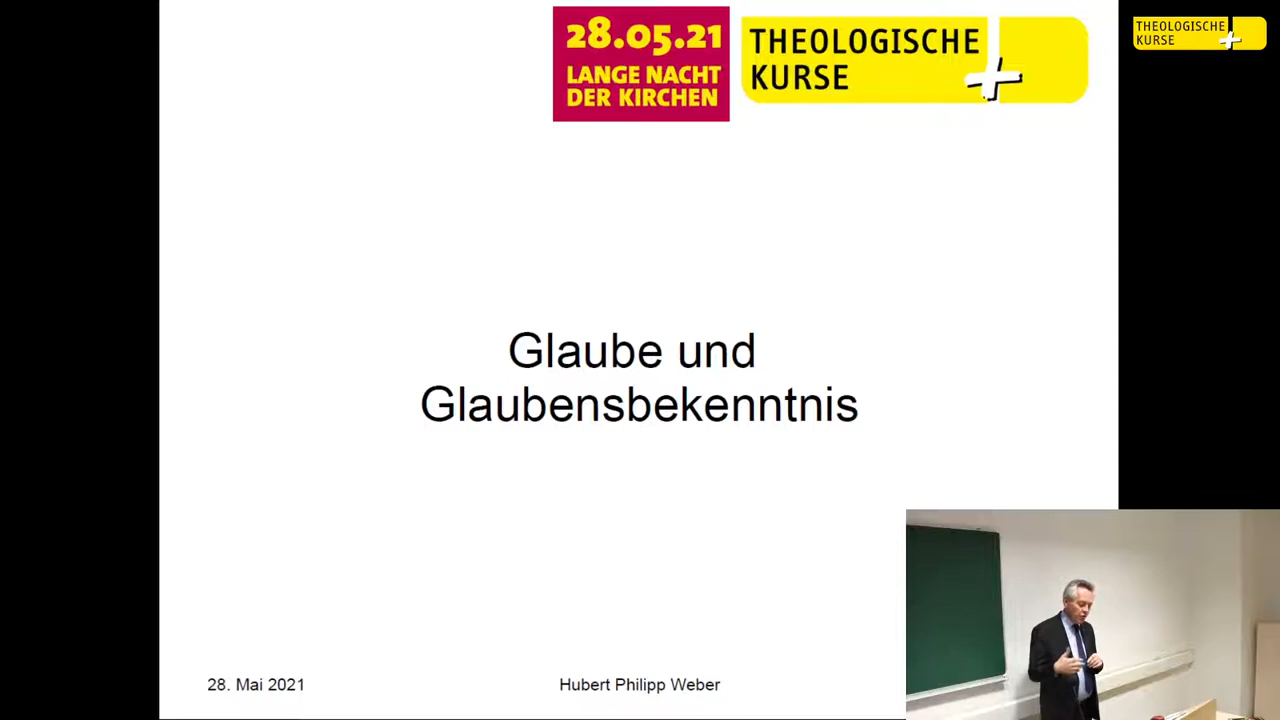 28.05.21
LANGE NACHT
DER KIRCHEN
THEOLOGISCHE
KURSE
THEOLOGISCHE
KURSE
Glaube und
Glaubensbekenntnis
28. Mai 2021
Hubert Philipp Weber